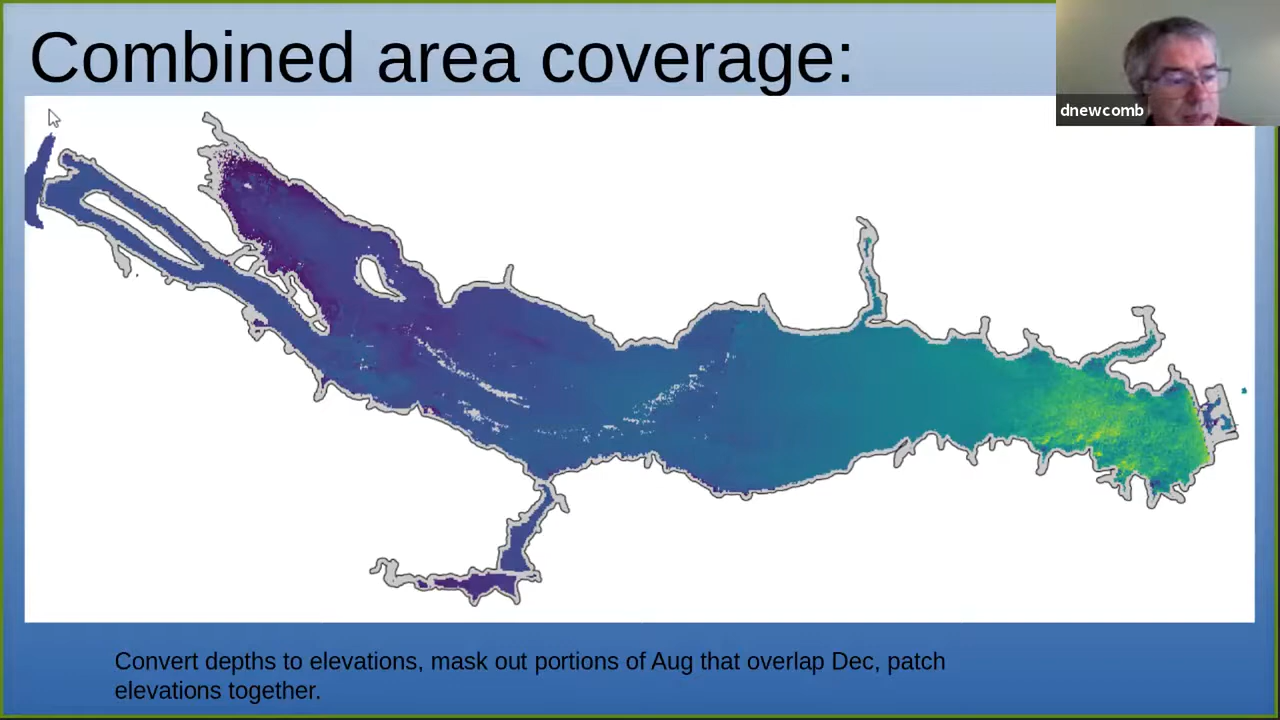 Combined area coverage:
dnewcomb
Convert depths to elevations, mask out portions of Aug that overlap Dec, patch
elevations together.